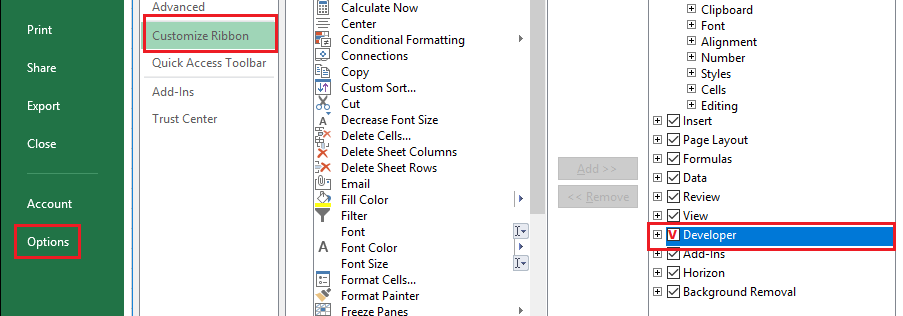 Print
Share
Export
Close
Account
Options
Advanced
Customize Ribbon
Quick Access Toolbar
Add-Ins
Trust Center
Calculate Now
Center
Conditional Formatting
Connections
Copy
Custom Sort...
Cut
Decrease Font Size
Delete Cells...
Delete Sheet Columns
Delete Sheet Rows
Email
Fill Color
Filter
Font
Font Color
Font Size
Format Cells...
Format Painter
Freeze Panes
Add >>
<< Remove
Clipboard
Font
Alignment
Number
Styles
Cells
Editing
Insert
Page Layout
Formulas
Data
Review
View
Developer
Add-Ins
Horizon
Background Removal